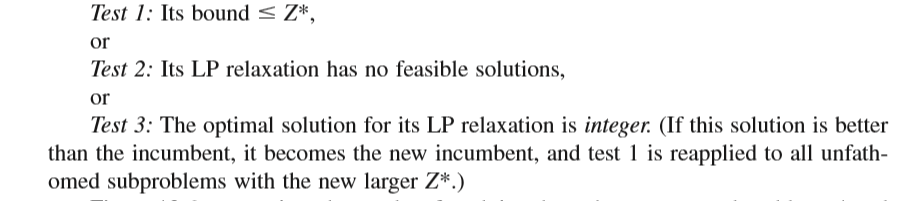 Test 1: Its bound ≤ Z*,
or
Test 2: Its LP relaxation has no feasible solutions,
or
Test 3: The optimal solution for its LP relaxation is integer. (If this solution is better
than the incumbent, it becomes the new incumbent, and test 1 is reapplied to all unfath-
omed subproblems with the new larger Z*.)